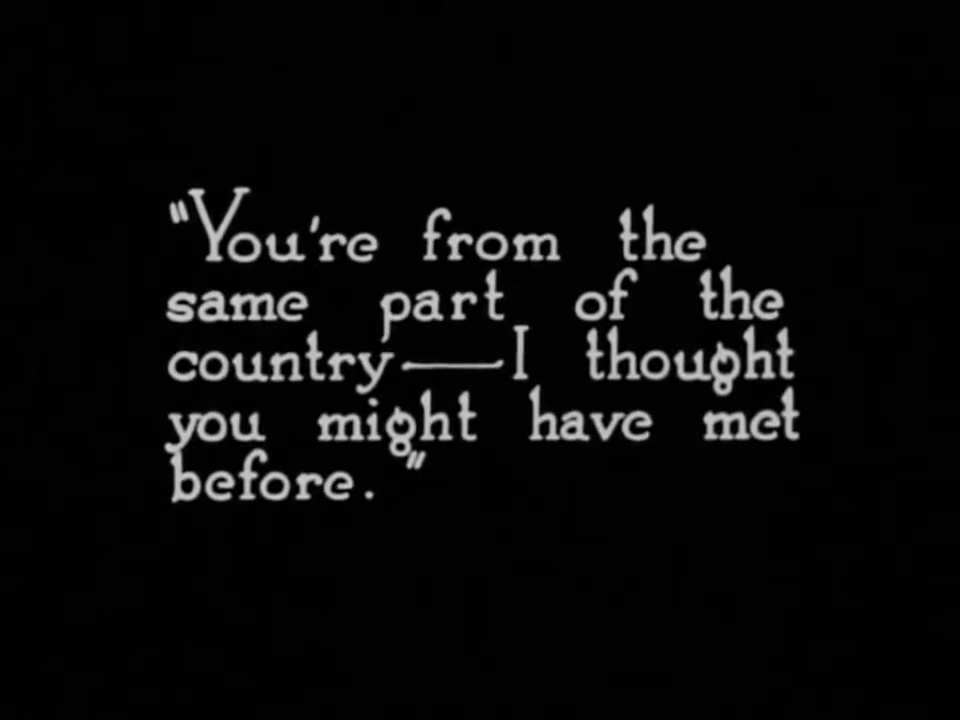 "You're from the
same part of the
country—I thought
you might have met
before."